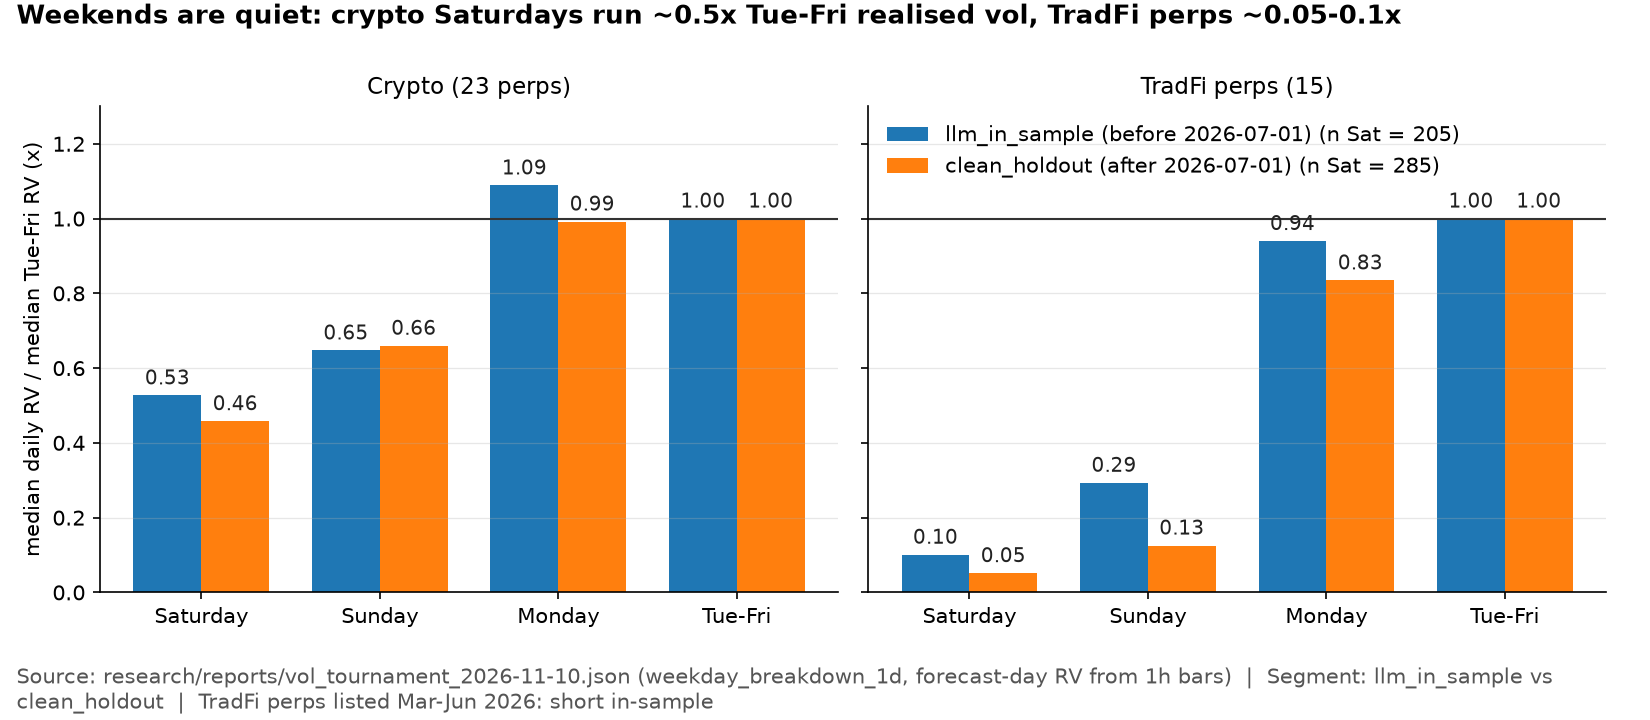 Weekends are quiet: crypto Saturdays run ~0.5x Tue-Fri realised vol, TradFi perps ~0.05-0.1x
Crypto (23 perps)
median daily RV / median Tue-Fri RV (x)
1.2
1.0
0.8
0.6
0.4
0.2
0.0
0.53
0.46
0.65
0.66
1.09
0.99
1.00
1.00
Saturday
Sunday
Monday
Tue-Fri
TradFi perps (15)
llm_in_sample (before 2026-07-01) (n Sat = 205)
clean_holdout (after 2026-07-01) (n Sat = 285)
0.10
0.05
0.29
0.13
0.94
0.83
1.00
1.00
Saturday
Sunday
Monday
Tue-Fri
Source: research/reports/vol_tournament_2026-11-10.json (weekday_breakdown_1d, forecast-day RV from 1h bars) | Segment: llm_in_sample vs
clean_holdout | TradFi perps listed Mar-Jun 2026: short in-sample